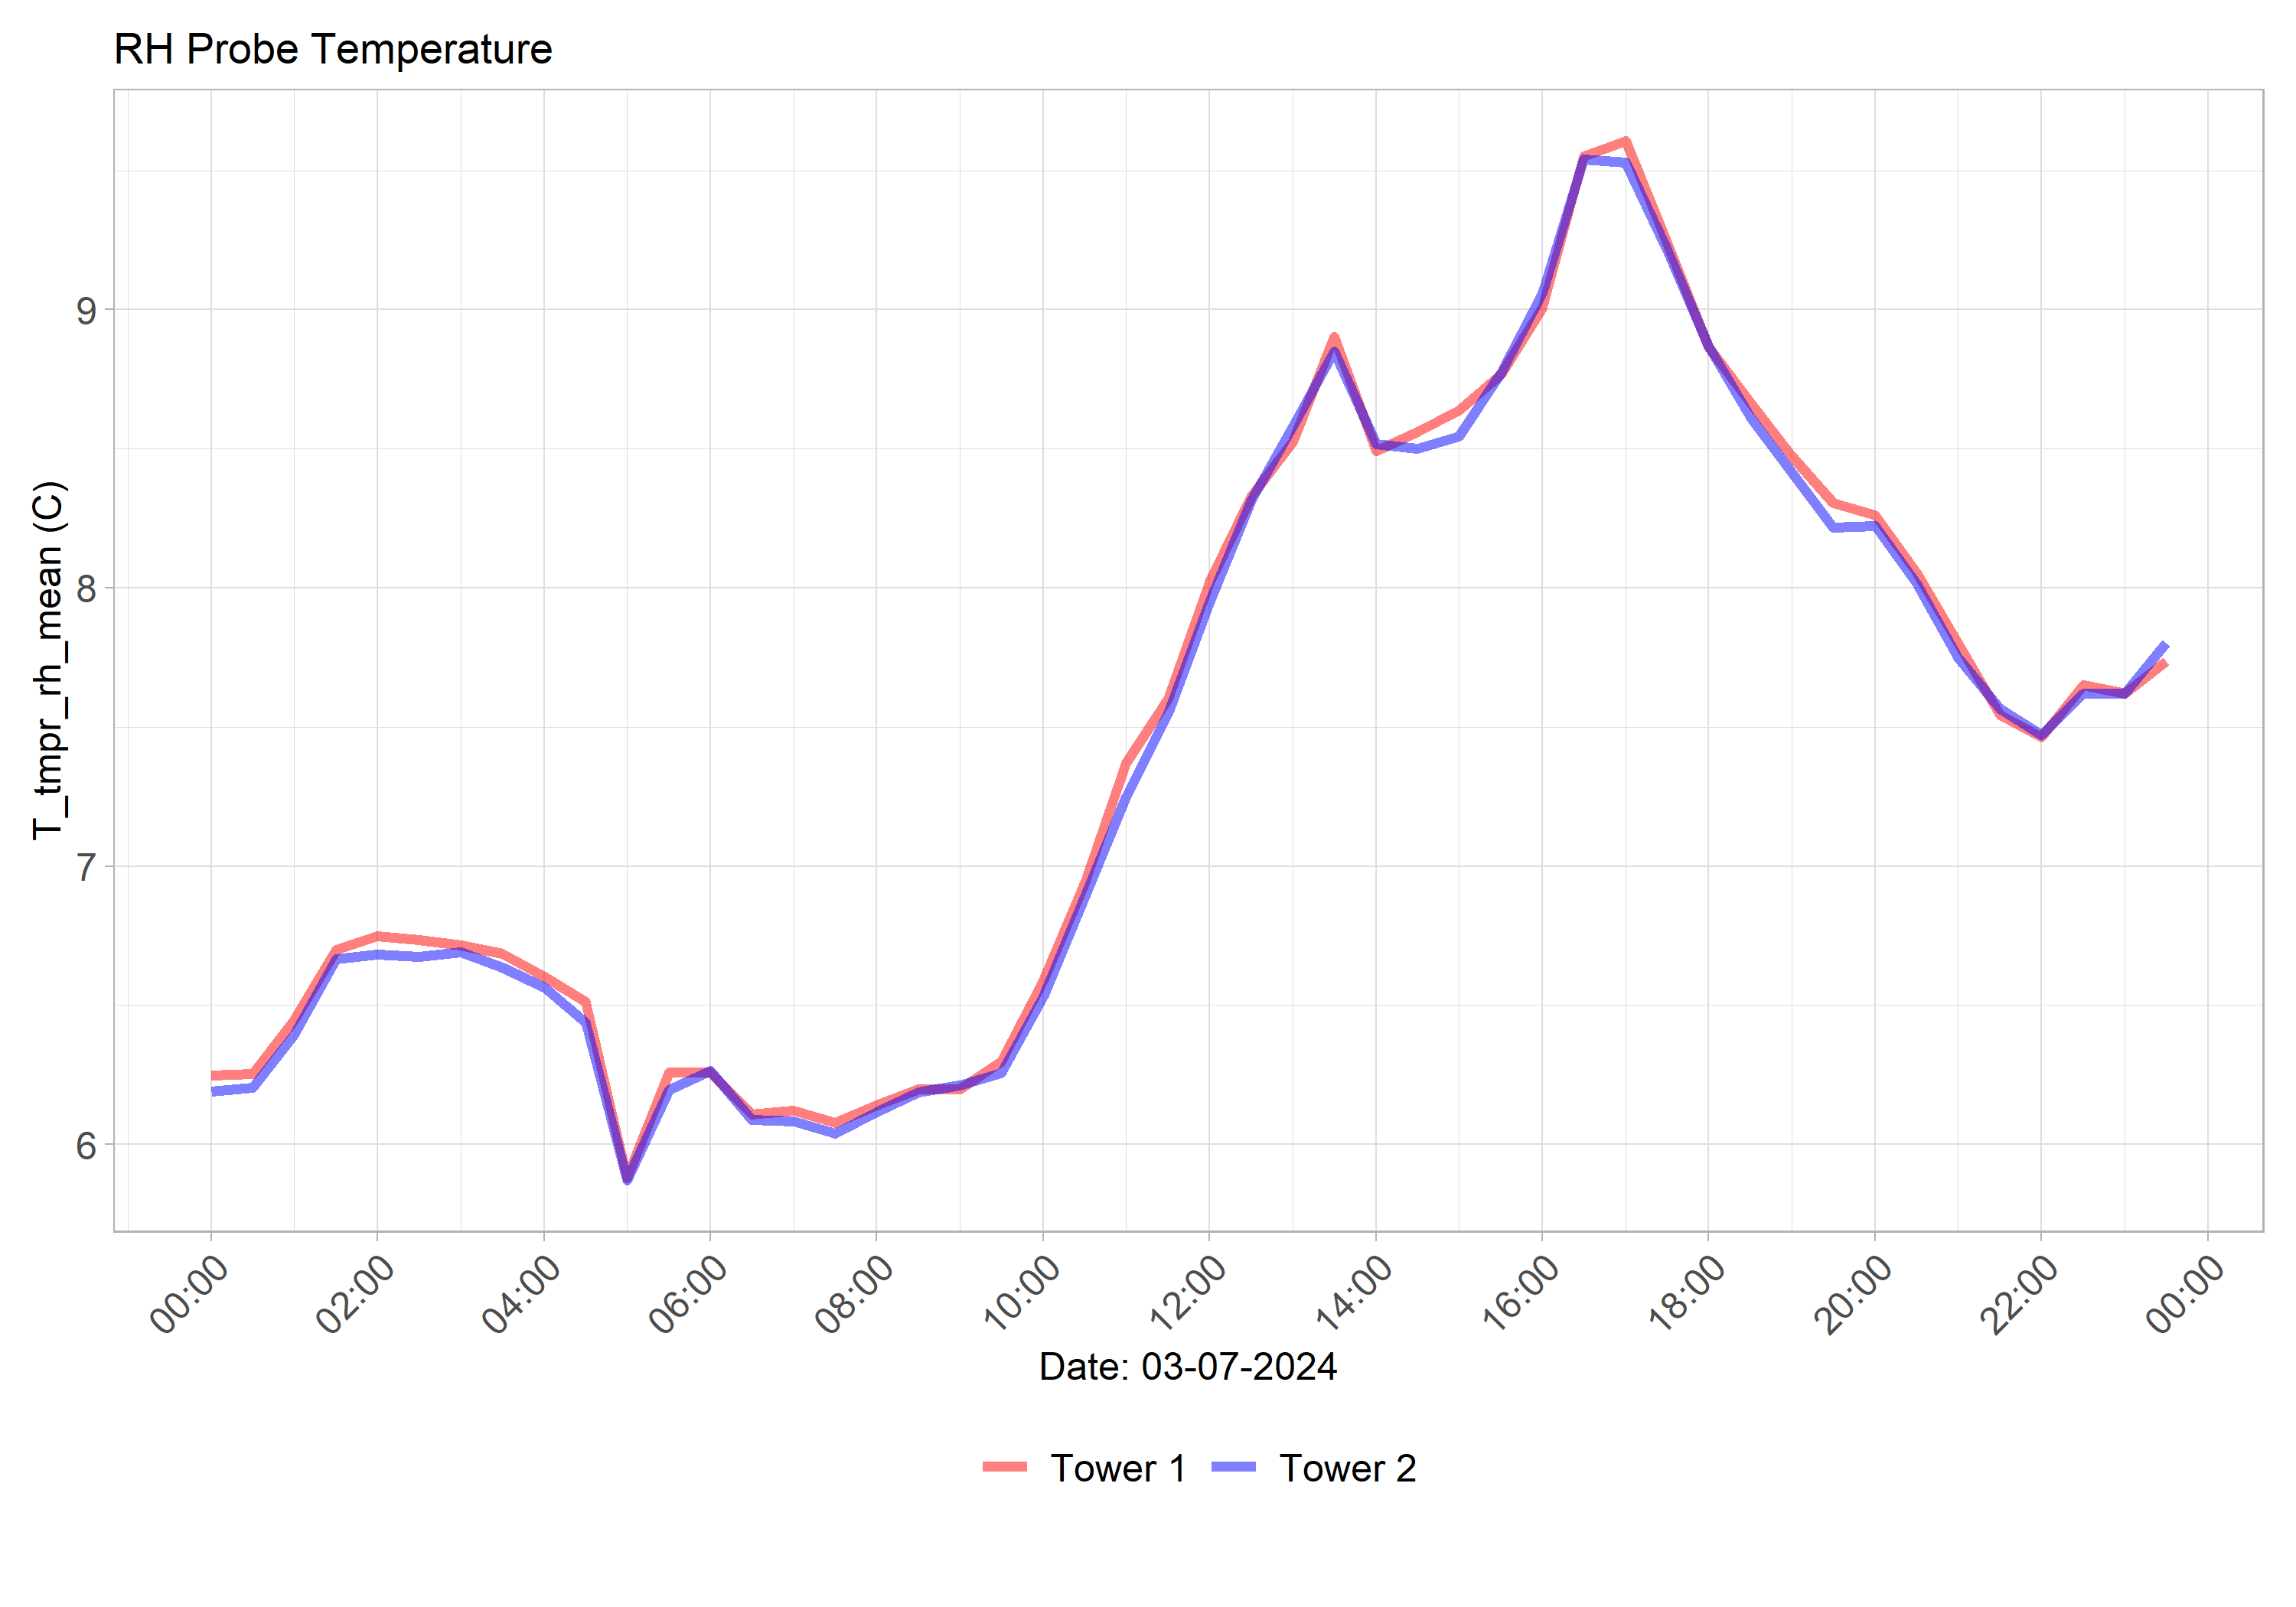 RH Probe Temperature
T_tmpr_rh_mean (C)
9
8
7
6
00:00 02:00 04:00 06:00 08:00 10:00 12:00 14:00 16:00 18:00 20:00 22:00 00:00
Date: 03-07-2024
Tower 1 Tower 2